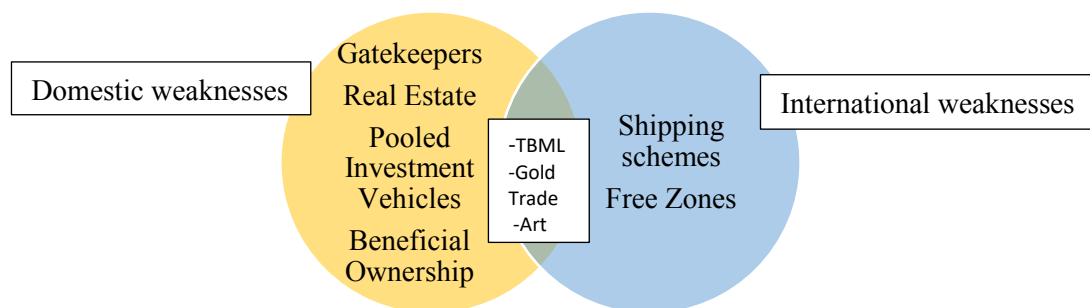 Domestic weaknesses
Gatekeepers
Real Estate
Pooled
Investment
Vehicles
Beneficial
Ownership
-TBML
-Gold
Trade
-Art
Shipping
schemes
Free Zones
International weaknesses